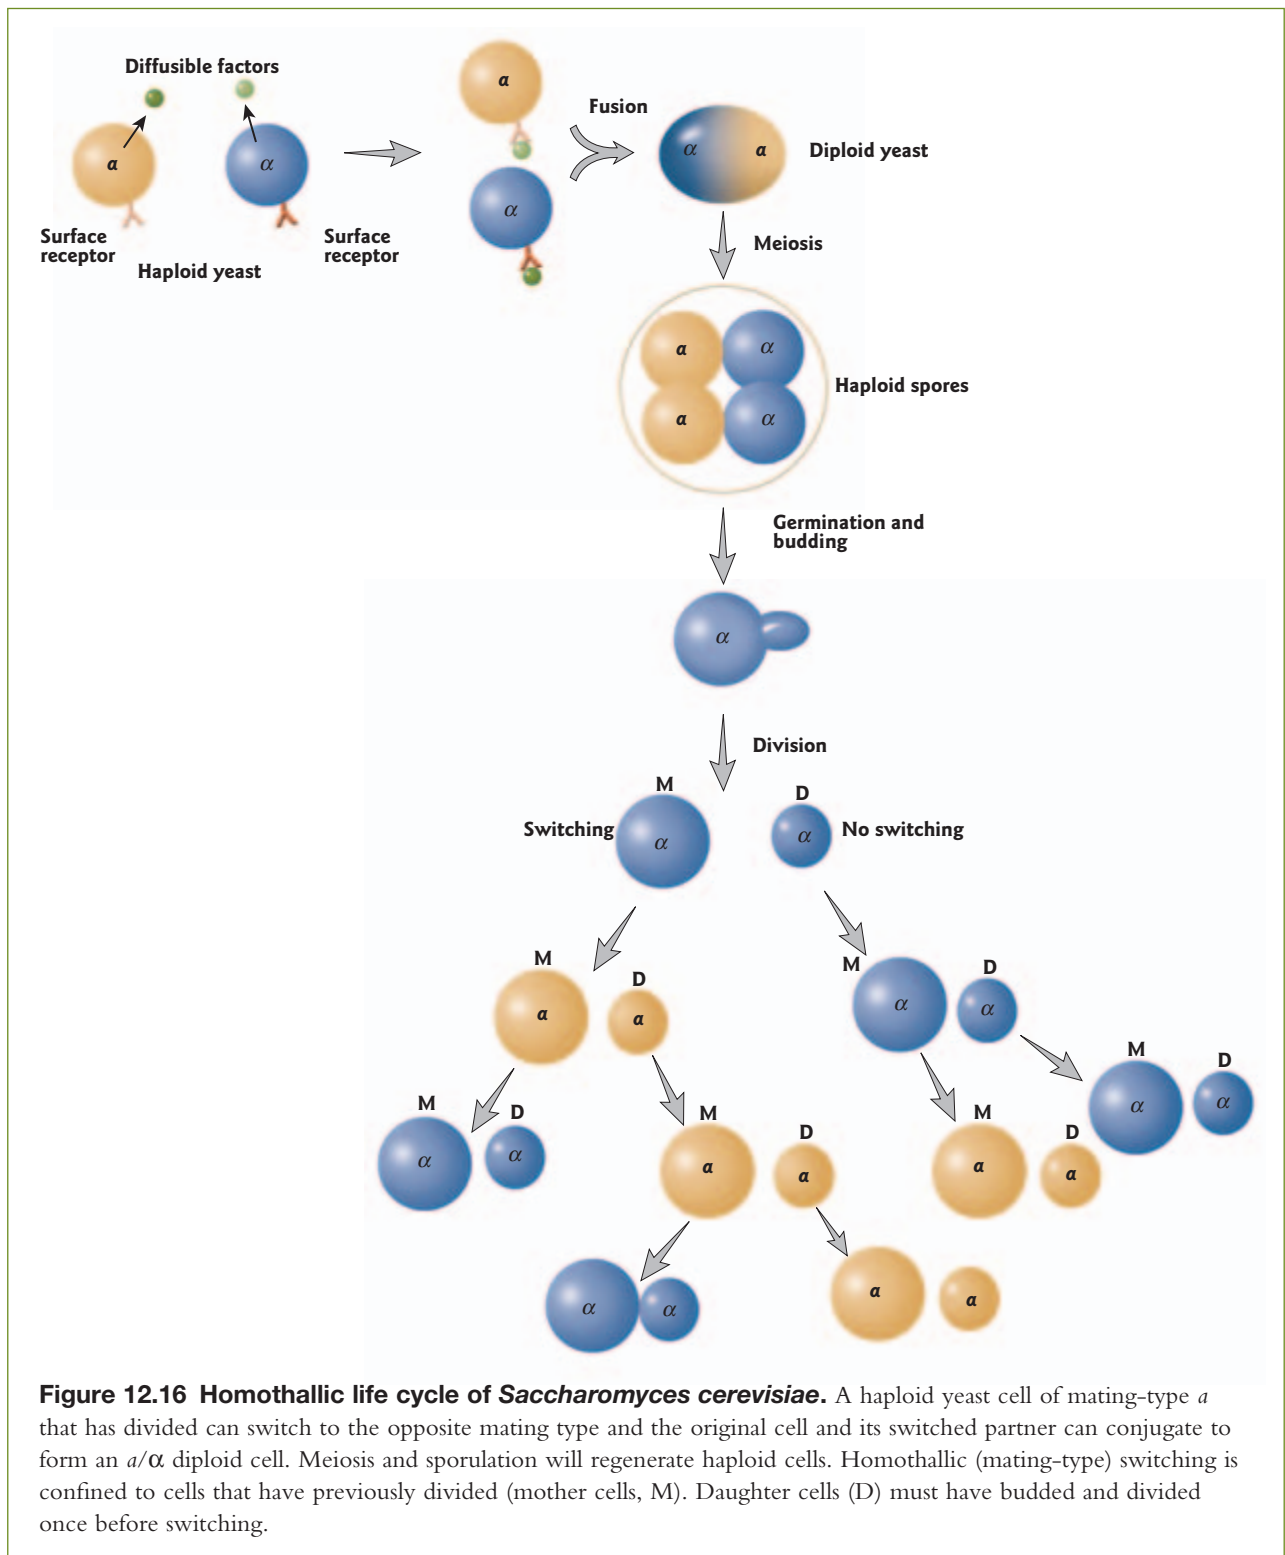 Diffusible factors
a
α
Surface
receptor
Haploid yeast
Surface
receptor
a
α
Fusion
α
a
Diploid yeast
Meiosis
a
α
a
α
Haploid spores
Germination and
budding
α
Division
M
D
Switching
α
α
No switching
M
D
a
a
M
D
α
α
M
D
α
α
M
D
a
a
M
D
a
a
M
D
α
α
α
α
a
a
Figure 12.16 Homothallic life cycle of Saccharomyces cerevisiae. A haploid yeast cell of mating-type a
that has divided can switch to the opposite mating type and the original cell and its switched partner can conjugate to
form an a/α diploid cell. Meiosis and sporulation will regenerate haploid cells. Homothallic (mating-type) switching is
confined to cells that have previously divided (mother cells, M). Daughter cells (D) must have budded and divided
once before switching.